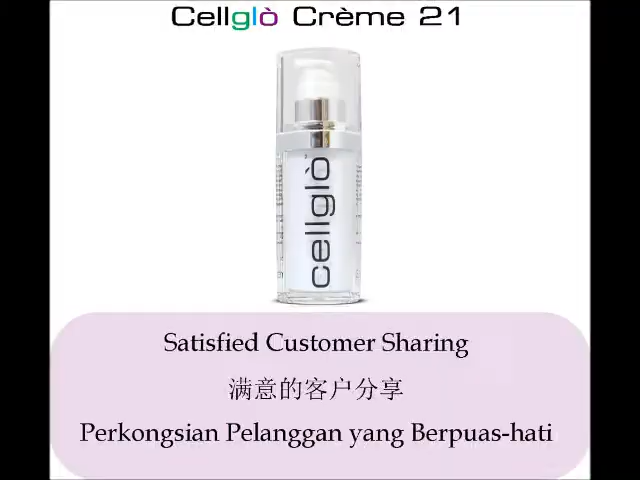 Cellglò Crème 21
cellglò
Satisfied Customer Sharing
满意的客户分享
Perkongsian Pelanggan yang Berpuas-hati